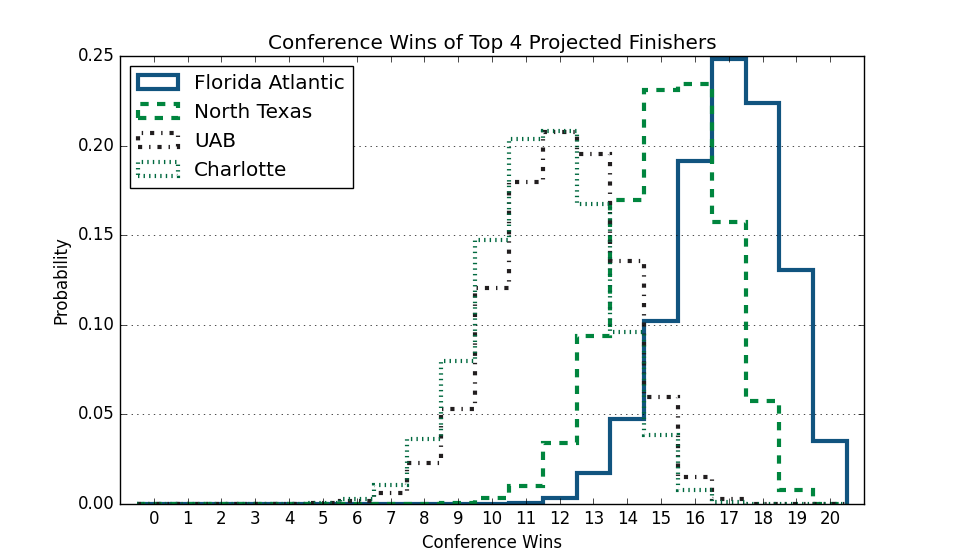 Conference Wins of Top 4 Projected Finishers
0.25
0.20
0.15
0.10
0.05
0.00
Probability
Florida Atlantic
North Texas
UAB
Charlotte
0 1 2 3 4 5 6 7 8 9 10 11 12 13 14 15 16 17 18 19 20
Conference Wins